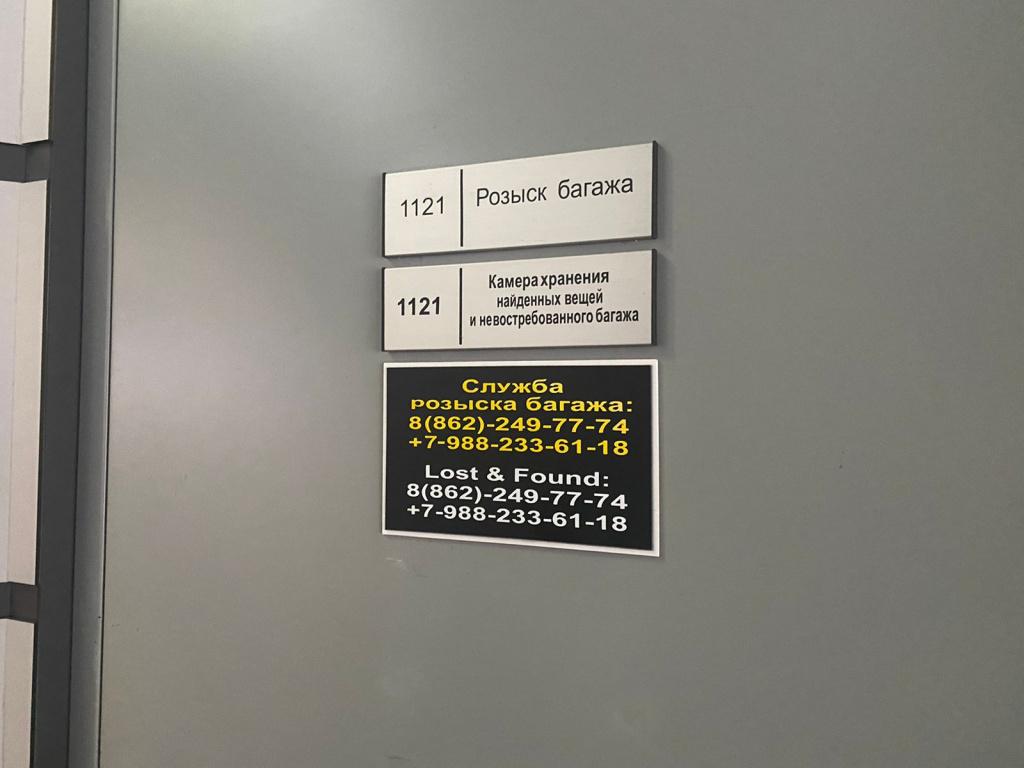 1121 Розыск багажа
1121
Камера хранения
найденных вещей
и невостребованного багажа
Служба
розыска багажа:
8(862)-249-77-74
+7-988-233-61-18
Lost & Found:
8(862)-249-77-74
+7-988-233-61-18